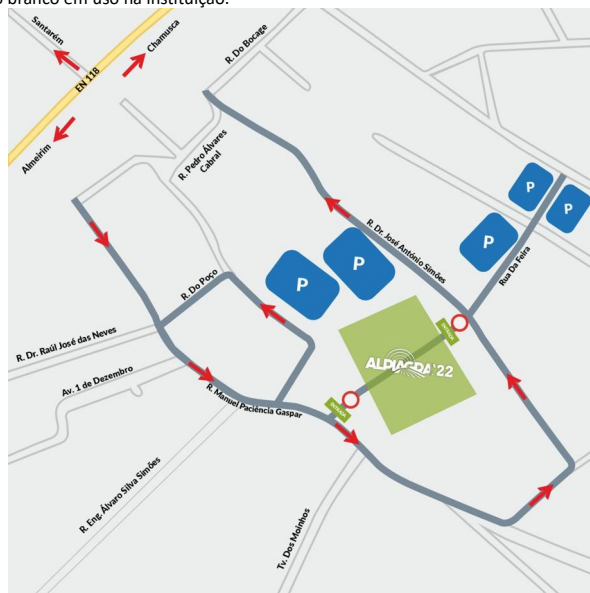 o branco em uso na instituição.
Santarém
Chamusca
R. Do Bocage
EN 118
Almeirim
R. Pedro Álvares
Cabral
P
P
P
R. Dr. José António Simões
P
Rua Da Feira
P
R. Do Poço
ENTRADA
R. Dr. Raúl José das Neves
ALPIAGRA'22
Av. 1 de Dezembro
R. Manuel Paciência Gaspar
ENTRADA
R. Eng. Álvaro Silva Simões
Tv. Dos Moinhos